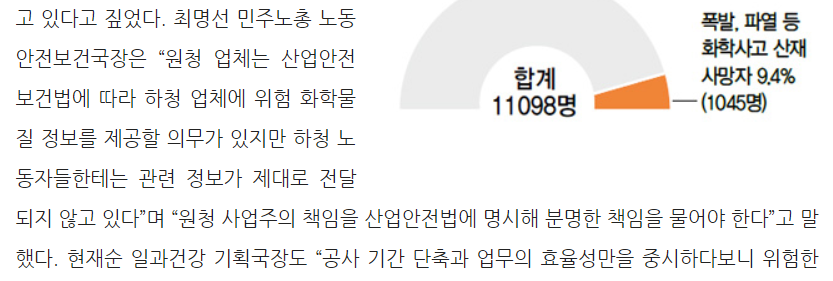 고 있다고 짚었다. 최명선 민주노총 노동
안전보건국장은 “원청 업체는 산업안전
보건법에 따라 하청 업체에 위험 화학물
질 정보를 제공할 의무가 있지만 하청 노
동자들한테는 관련 정보가 제대로 전달
되지 않고 있다”며 “원청 사업주의 책임을 산업안전법에 명시해 분명한 책임을 물어야 한다”고 말
했다. 현재순 일과건강 기획국장도 “공사 기간 단축과 업무의 효율성만을 중시하다보니 위험한
합계
11098명
폭발, 파열 등
화학사고 산재
사망자 9.4%
(1045명)